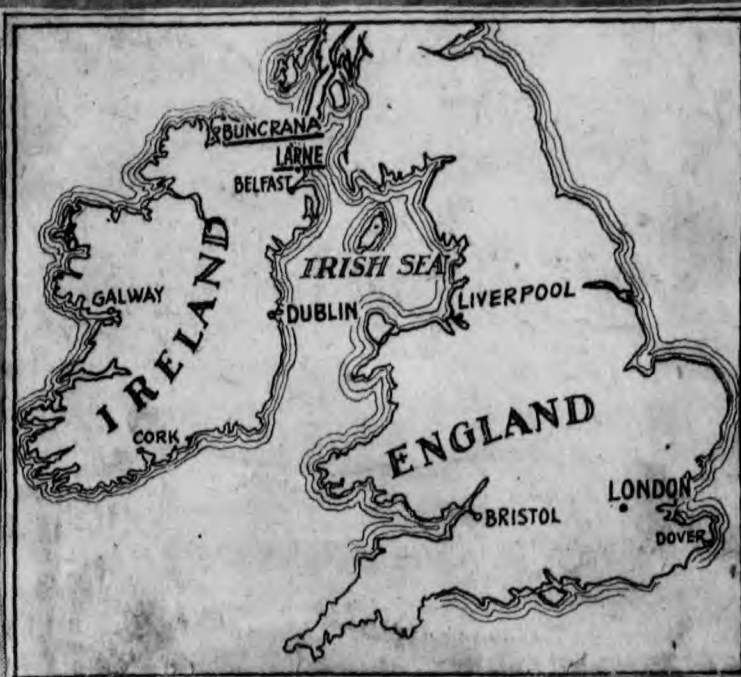 BUNCRANA
LARNE
BELFAST
IRISH SEA
GALWAY
DUBLIN
LIVERPOOL
IRELAND
CORK
ENGLAND
LONDON
BRISTOL
DOVER